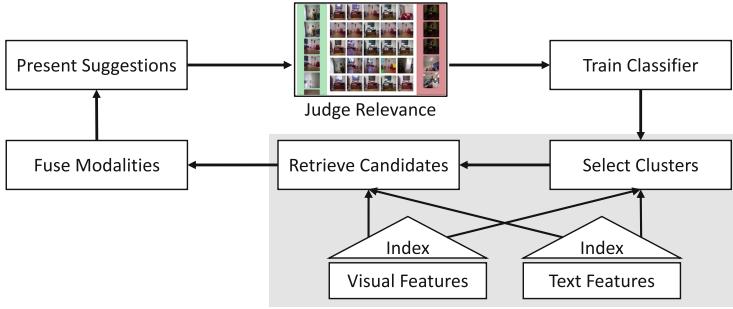 Present Suggestions
Judge Relevance
Train Classifier
Fuse Modalities
Retrieve Candidates
Select Clusters
Index
Index
Visual Features
Text Features